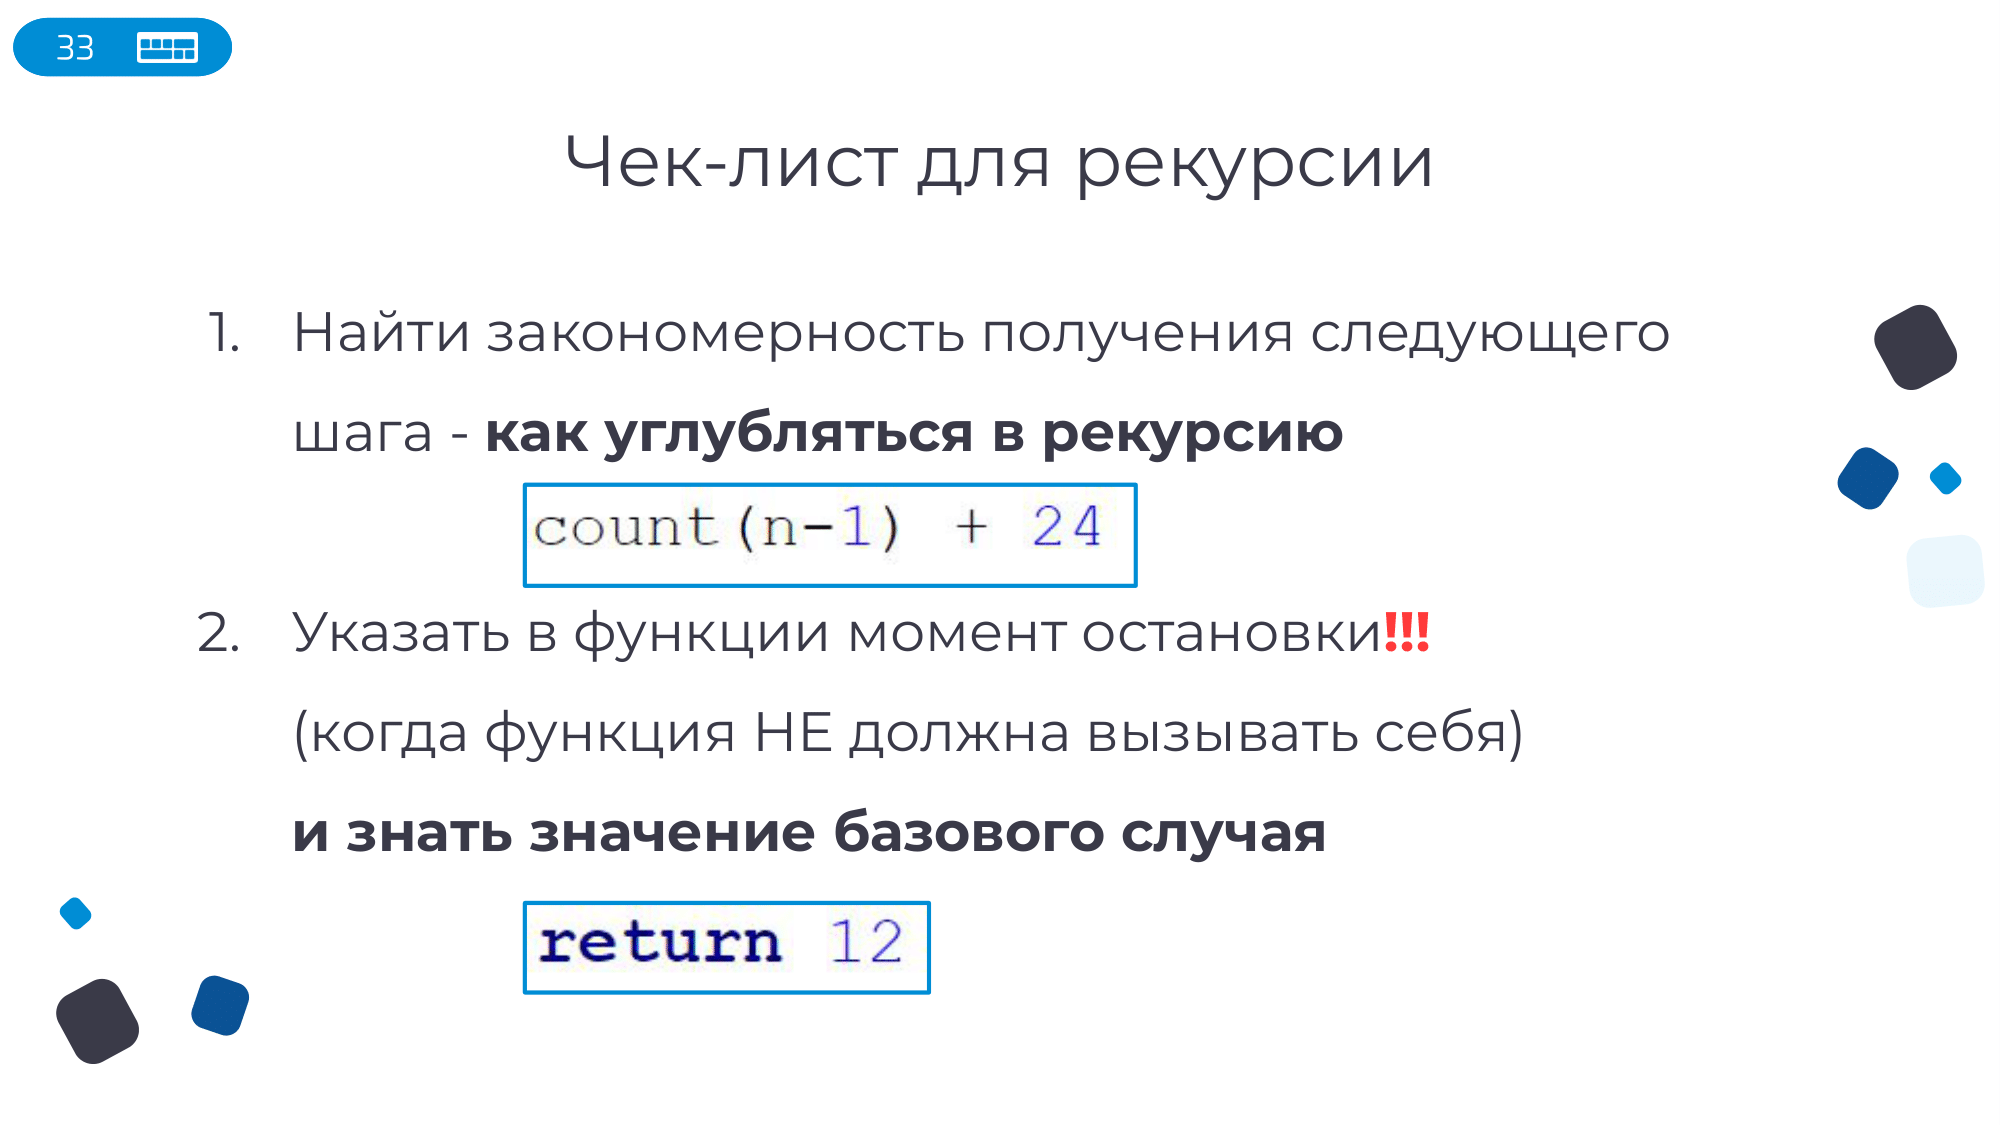 33
Чек-лист для рекурсии
1. Найти закономерность получения следующего
шага - как углубляться в рекурсию
count(n-1) + 24
2. Указать в функции момент остановки!!!
(когда функция НЕ должна вызывать себя)
и знать значение базового случая
return 12